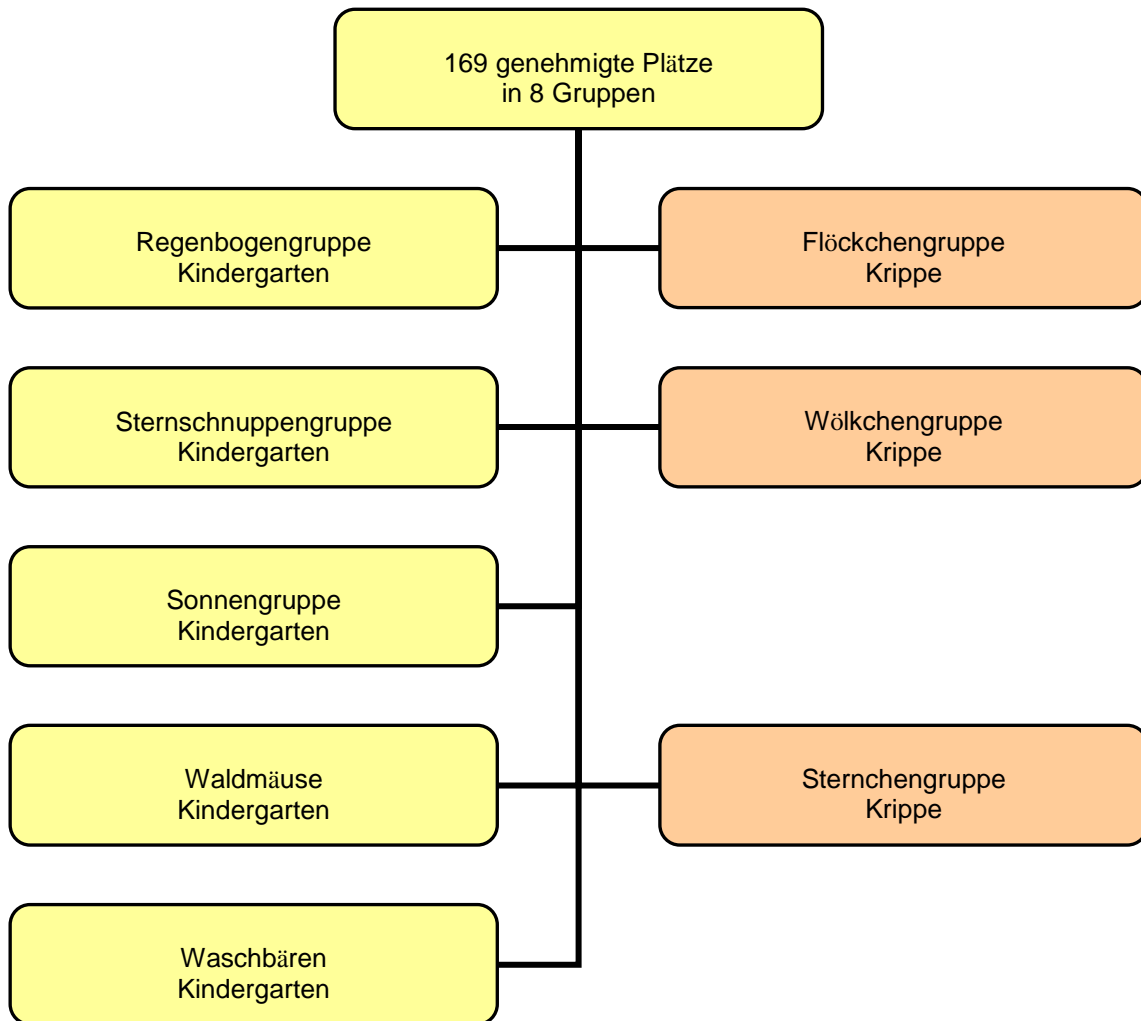 169 genehmigte Plätze
in 8 Gruppen
Regenbogengruppe
Kindergarten
Flöckchengruppe
Krippe
Sternschnuppengruppe
Kindergarten
Wölkchengruppe
Krippe
Sonnengruppe
Kindergarten
Waldmäuse
Kindergarten
Sternchengruppe
Krippe
Waschbären
Kindergarten